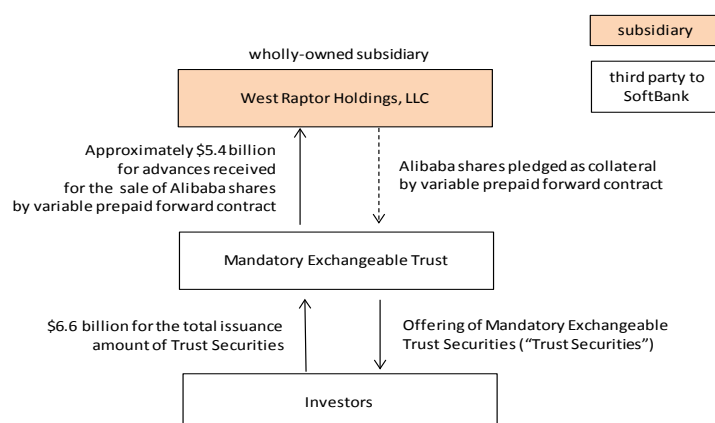 subsidiary
third party to
SoftBank
wholly-owned subsidiary
West Raptor Holdings, LLC
Approximately $5.4 billion
for advances received
for the sale of Alibaba shares
by variable prepaid forward contract
Alibaba shares pledged as collateral
by variable prepaid forward contract
Mandatory Exchangeable Trust
$6.6 billion for the total issuance
amount of Trust Securities
Offering of Mandatory Exchangeable
Trust Securities (“Trust Securities”)
Investors